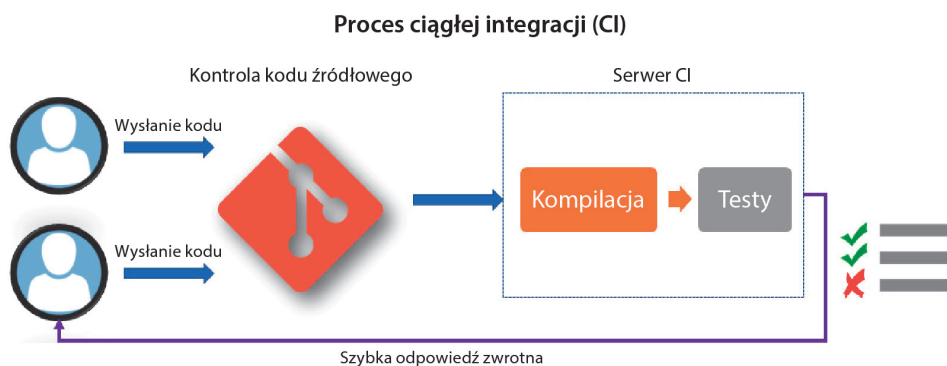 Proces ciągłej integracji (CI)
Kontrola kodu źródłowego
Serwer CI
Wysłanie kodu
Kompilacja
Testy
Wysłanie kodu
Szybka odpowiedź zwrotna